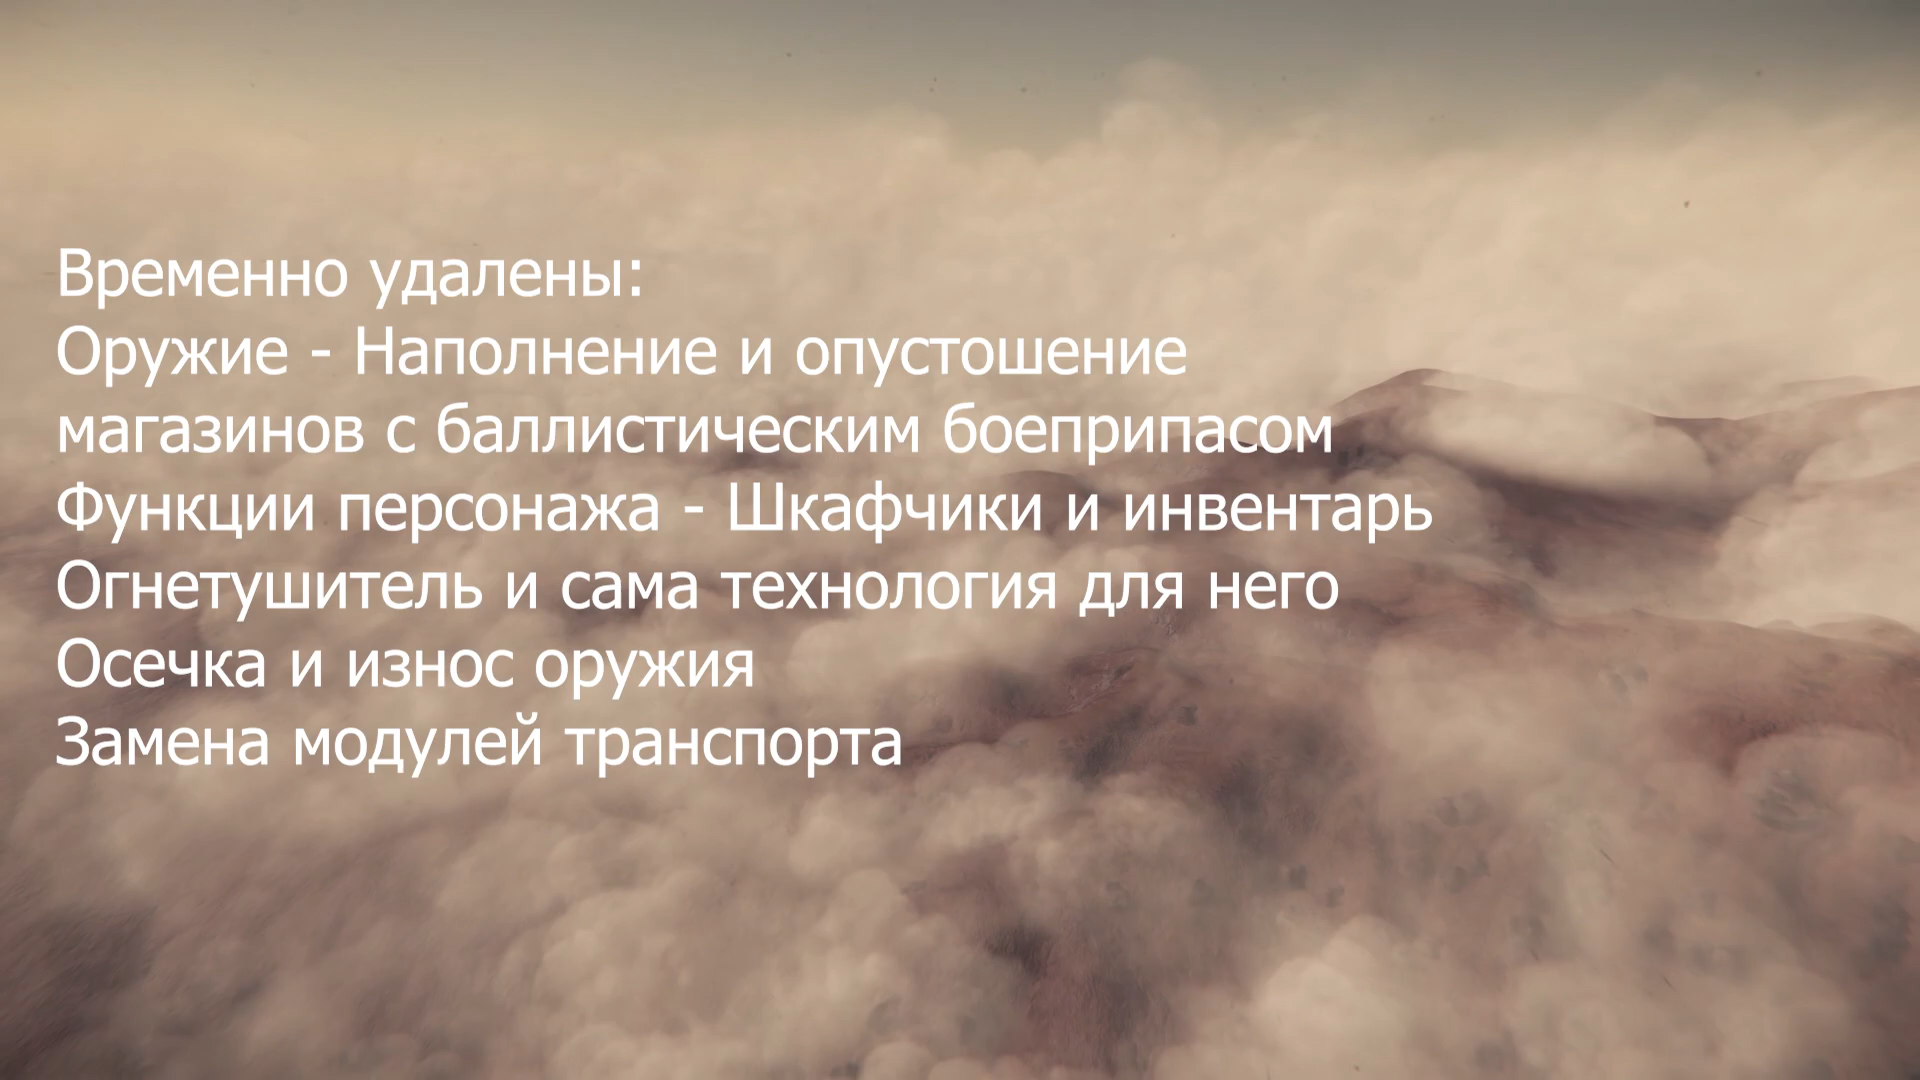 Временно удалены:
Оружие - Наполнение и опустошение
магазинов с баллистическим боеприпасом
Функции персонажа - Шкафчики и инвентарь
Огнетушитель и сама технология для него
Осечка и износ оружия
Замена модулей транспорта